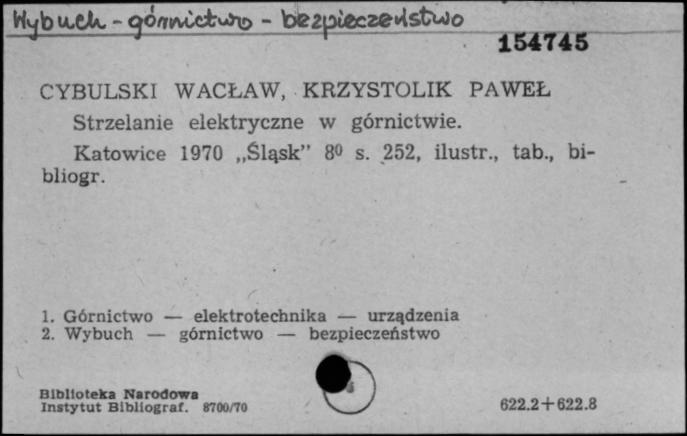 Wybuch - górnictwo - bezpieczeństwo
154745
CYBULSKI WACŁAW, KRZYSTOLIK PAWEŁ
Strzelanie elektryczne w górnictwie.
Katowice 1970 „Śląsk” 8⁰ s. 252, ilustr., tab., bi-
bliogr.
1. Górnictwo — elektrotechnika — urządzenia
2. Wybuch — górnictwo — bezpieczeństwo
Biblioteka Narodowa
Instytut Bibliograf. 8700/70
622.2+622.8